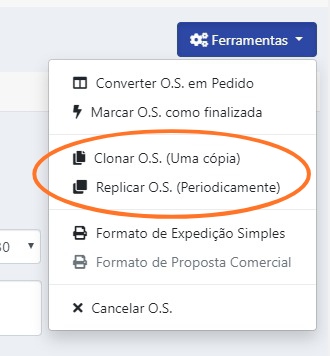 Ferramentas
Converter O.S. em Pedido
Marcar O.S. como finalizada
Clonar O.S. (Uma cópia)
Replicar O.S. (Periodicamente)
Formato de Expedição Simples
Formato de Proposta Comercial
Cancelar O.S.